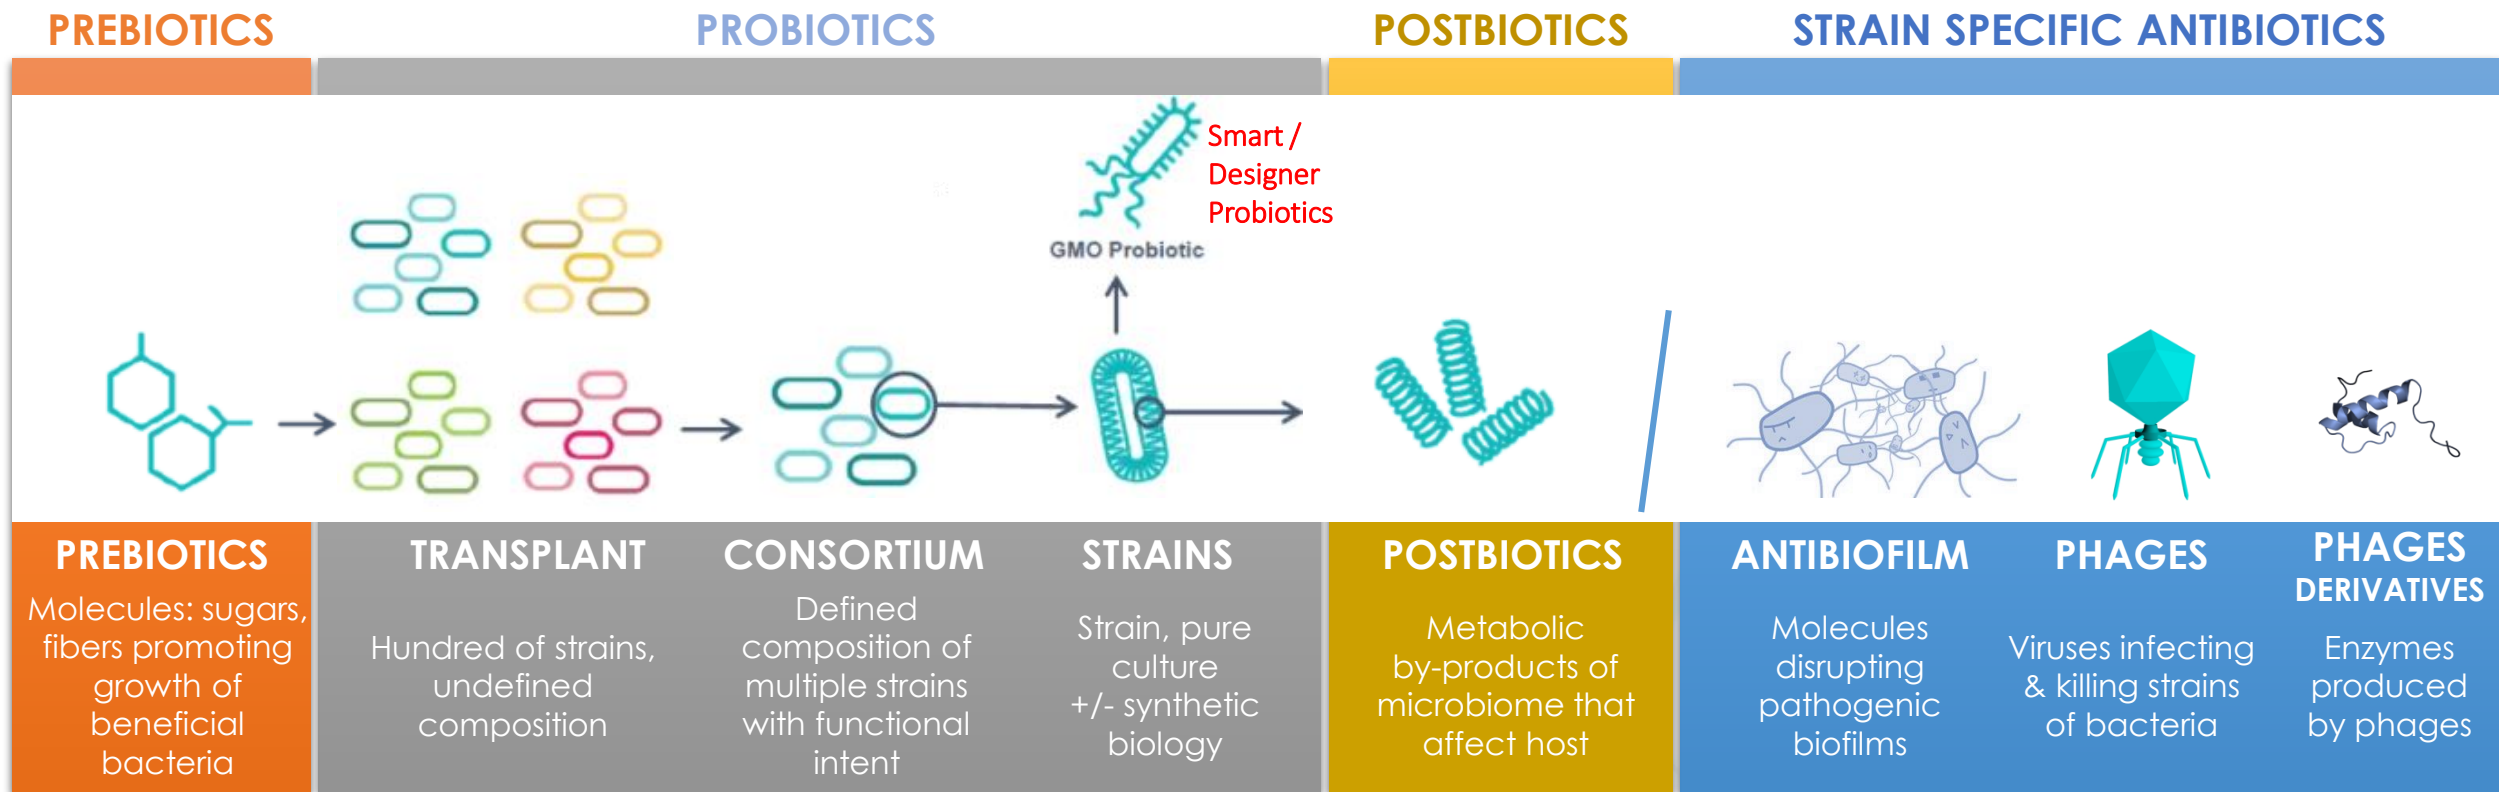 PREBIOTICS
PROBIOTICS
POSTBIOTICS
STRAIN SPECIFIC ANTIBIOTICS
Smart /
Designer
Probiotics
GMO Probiotic
PREBIOTICS
Molecules: sugars,
fibers promoting
growth of
beneficial
bacteria
TRANSPLANT
Hundred of strains,
undefined
composition
CONSORTIUM
Defined
composition of
multiple strains
with functional
intent
STRAINS
Strain, pure
culture
+/- synthetic
biology
POSTBIOTICS
Metabolic
by-products of
microbiome that
affect host
ANTIBIOFILM
Molecules
disrupting
pathogenic
biofilms
PHAGES
Viruses infecting
& killing strains
of bacteria
PHAGES
DERIVATIVES
Enzymes
produced
by phages